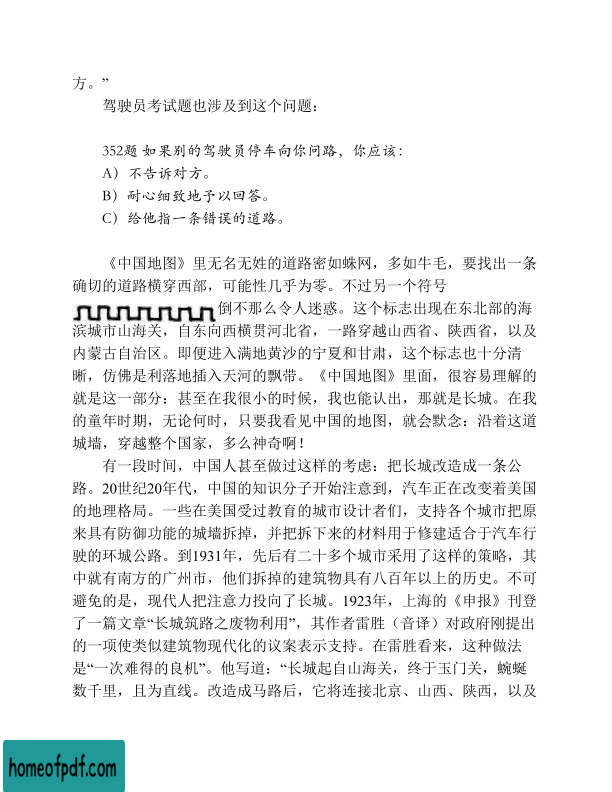 方。”
驾驶员考试题也涉及到这个问题：
352题 如果别的驾驶员停车向你问路，你应该：
A）不告诉对方。
B）耐心细致地予以回答。
C）给他指一条错误的道路。
《中国地图》里无名无姓的道路密如蛛网，多如牛毛，要找出一条
确切的道路横穿西部，可能性几乎为零。不过另一个符号
倒不那么令人迷惑。这个标志出现在东北部的海
滨城市山海关，自东向西横贯河北省，一路穿越山西省、陕西省，以及
内蒙古自治区。即便进入满地黄沙的宁夏和甘肃，这个标志也十分清
晰，仿佛是利落地插入天河的飘带。《中国地图》里面，很容易理解的
就是这一部分：甚至在我很小的时候，我也能认出，那就是长城。在我
的童年时期，无论何时，只要我看见中国的地图，就会默念：沿着这道
城墙，穿越整个国家，多么神奇啊！
有一段时间，中国人甚至做过这样的考虑：把长城改造成一条公
路。20世纪20年代，中国的知识分子开始注意到，汽车正在改变着美国
的地理格局。一些在美国受过教育的城市设计者们，支持各个城市把原
来具有防御功能的城墙拆掉，并把拆下来的材料用于修建适合于汽车行
驶的环城公路。到1931年，先后有二十多个城市采用了这样的策略，其
中就有南方的广州市，他们拆掉的建筑物具有八百年以上的历史。不可
避免的是，现代人把注意力投向了长城。1923年，上海的《申报》刊登
了一篇文章“长城筑路之废物利用”，其作者雷胜（音译）对政府刚提出
的一项使类似建筑物现代化的议案表示支持。在雷胜看来，这种做法
是“一次难得的良机”。他写道：“长城起自山海关，终于玉门关，蜿蜒
数千里，且为直线。改造成马路后，它将连接北京、山西、陕西，以及
homeofpdf.com